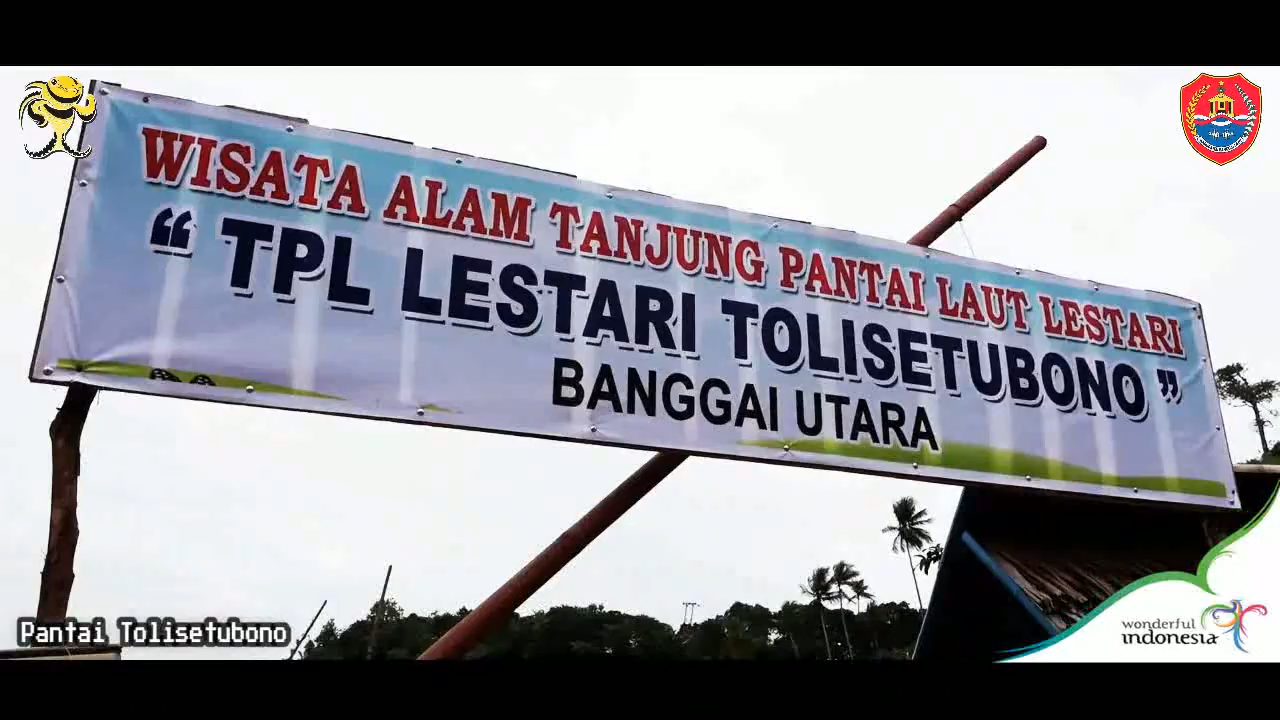 WISATA ALAM TANJUNG PANTAI LAUT LESTARI
“ TPL LESTARI TOLISETUBONO ”
BANGGAI UTARA
Pantai Tolisetubono
wonderful
indonesia